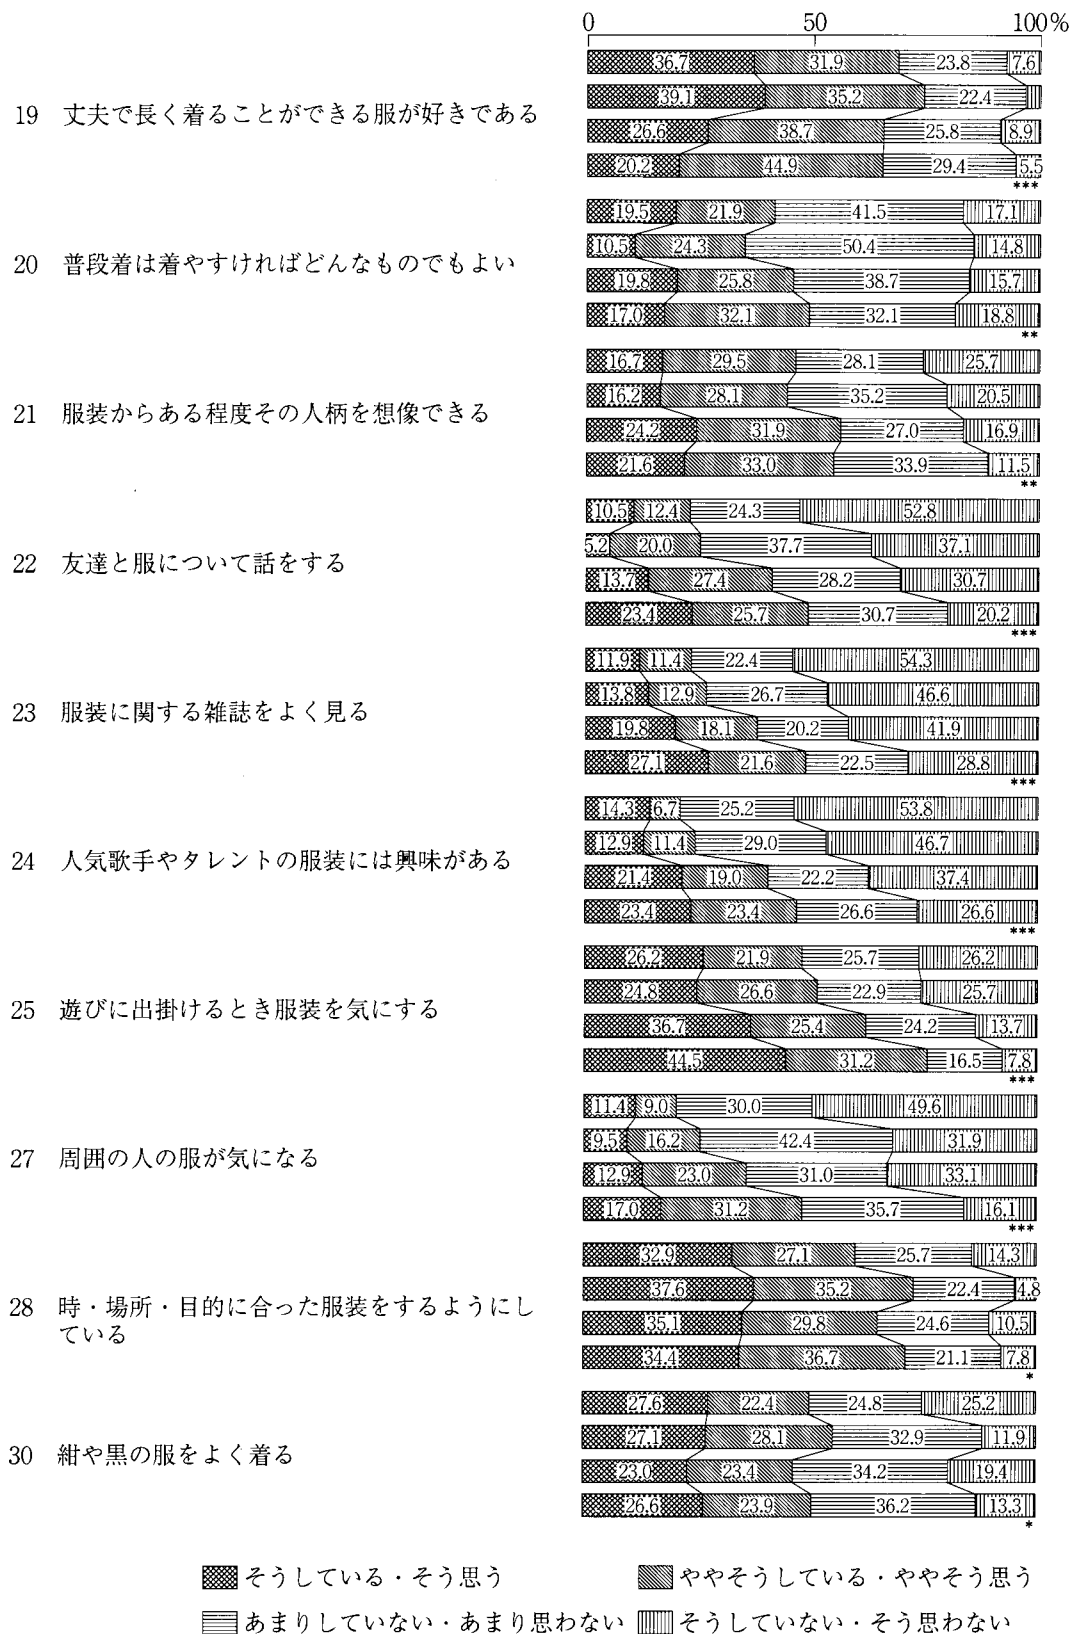 0 50 100%
36.7 31.9 23.8 7.6
39.1 35.2 22.4
19 丈夫で長く着ることができる服が好きである
26.6 38.7 25.8 8.9
20.2 44.9 29.4 5.5
***
19.5 21.9 41.5 17.1
10.5 24.3 50.4 14.8
20 普段着は着やすければどんなものでもよい
19.8 25.8 38.7 15.7
17.0 32.1 32.1 18.8
**
16.7 29.5 28.1 25.7
16.2 28.1 35.2 20.5
21 服装からある程度その人柄を想像できる
24.2 31.9 27.0 16.9
21.6 33.0 33.9 11.5
**
10.5 12.4 24.3 52.8
5.2 20.0 37.7 37.1
22 友達と服について話をする
13.7 27.4 28.2 30.7
23.4 25.7 30.7 20.2
***
11.9 11.4 22.4 54.3
13.8 12.9 26.7 46.6
23 服装に関する雑誌をよく見る
19.8 18.1 20.2 41.9
27.1 21.6 22.5 28.8
***
14.3 6.7 25.2 53.8
12.9 11.4 29.0 46.7
24 人気歌手やタレントの服装には興味がある
21.4 19.0 22.2 37.4
23.4 23.4 26.6 26.6
***
26.2 21.9 25.7 26.2
24.8 26.6 22.9 25.7
25 遊びに出掛けるとき服装を気にする
36.7 25.4 24.2 13.7
44.5 31.2 16.5 7.8
***
11.4 9.0 30.0 49.6
9.5 16.2 42.4 31.9
27 周囲の人の服が気になる
12.9 23.0 31.0 33.1
17.0 31.2 35.7 16.1
***
32.9 27.1 25.7 14.3
37.6 35.2 22.4 4.8
28 時・場所・目的に合った服装をするようにし
ている
35.1 29.8 24.6 10.5
34.4 36.7 21.1 7.8
*
27.6 22.4 24.8 25.2
27.1 28.1 32.9 11.9
30 紺や黒の服をよく着る
23.0 23.4 34.2 19.4
26.6 23.9 36.2 13.3
*
そうしている・そう思う ややそうしている・ややそう思う
あまりしていない・あまり思わない そうしていない・そう思わない